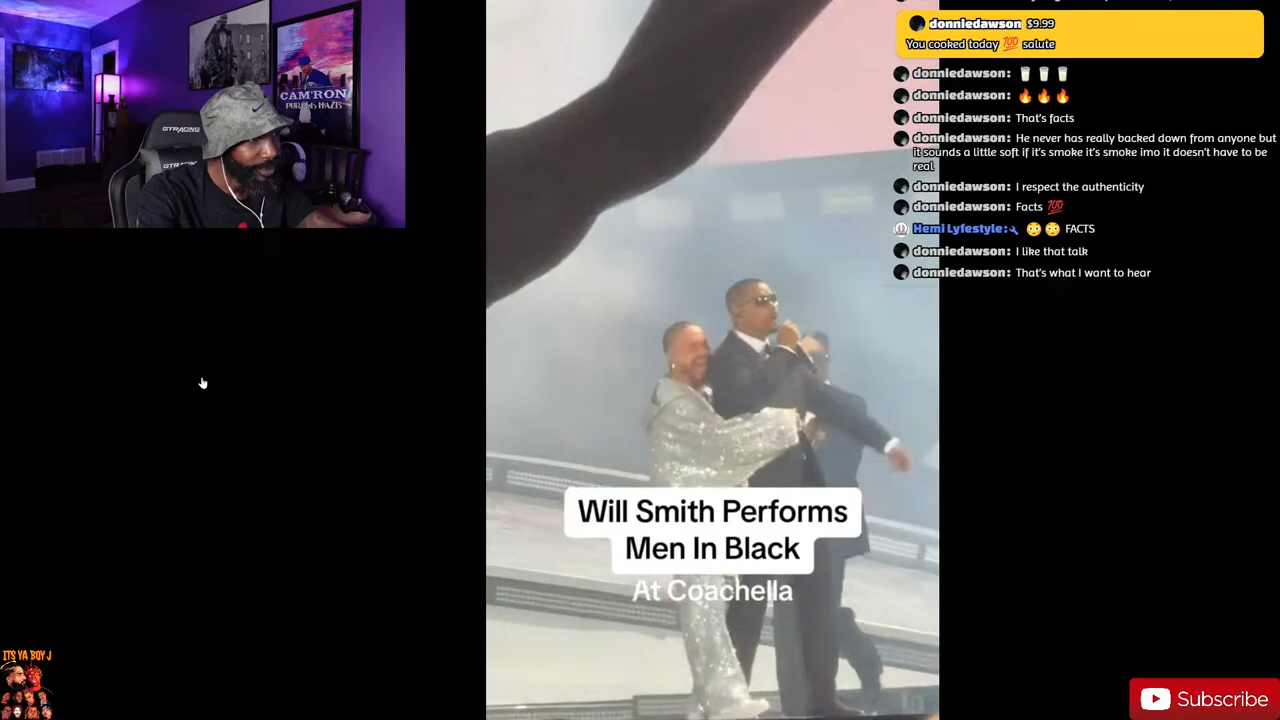 GTRACING
GTRACING
CAM'RON
PURPLE HAZE
donniedawson $9.99
You cooked today 💯 salute
donniedawson: 🥛 🥛 🥛
donniedawson: 🔥 🔥 🔥
donniedawson: That's facts
donniedawson: He never has really backed down from anyone but
it sounds a little soft if it's smoke it's smoke imo it doesn't have to be
real
donniedawson: I respect the authenticity
donniedawson: Facts 💯
Hemi Lyfestyle: 😳 😳 FACTS
donniedawson: I like that talk
donniedawson: That's what I want to hear
Will Smith Performs
Men In Black
At Coachella
ITS YA BOY J
Subscribe